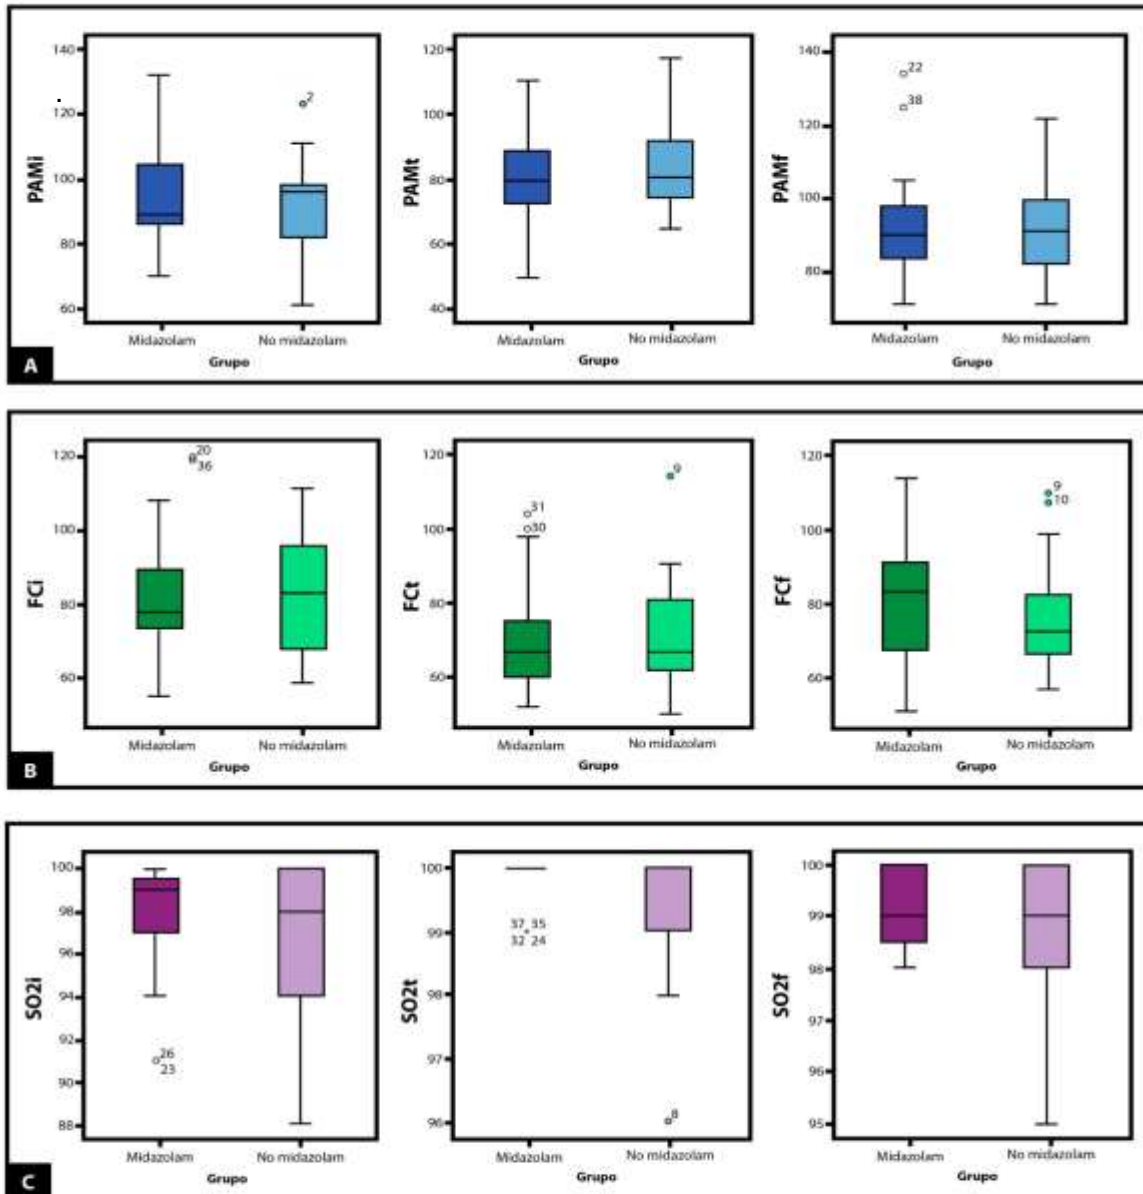 PAMi
140
120
100
80
60
2
Midazolam
No midazolam
Grupo
PAMt
120
100
80
60
40
Midazolam
No midazolam
Grupo
PAMf
140
120
100
80
22
38
Midazolam
No midazolam
Grupo
A
FCi
120
100
80
60
20
36
Midazolam
No midazolam
Grupo
FCt
120
100
80
60
31
30
9
Midazolam
No midazolam
Grupo
FCf
120
100
80
60
9
10
Midazolam
No midazolam
Grupo
B
SO2i
100
98
96
94
92
90
88
26
23
Midazolam
No midazolam
Grupo
SO2t
100
99
98
97
96
37 35
32 24
8
Midazolam
No midazolam
Grupo
SO2f
100
99
98
97
96
95
Midazolam
No midazolam
Grupo
C